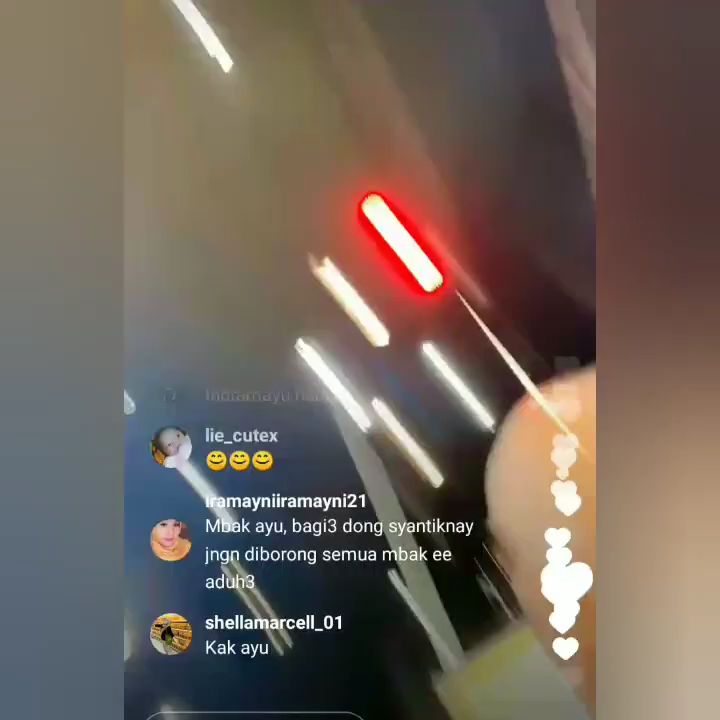 lie_cutex
😊😊😊
iramayniiramayni21
Mbak ayu, bagi3 dong syantiknay
jngn diborong semua mbak ee
aduh3
shellamarcell_01
Kak ayu